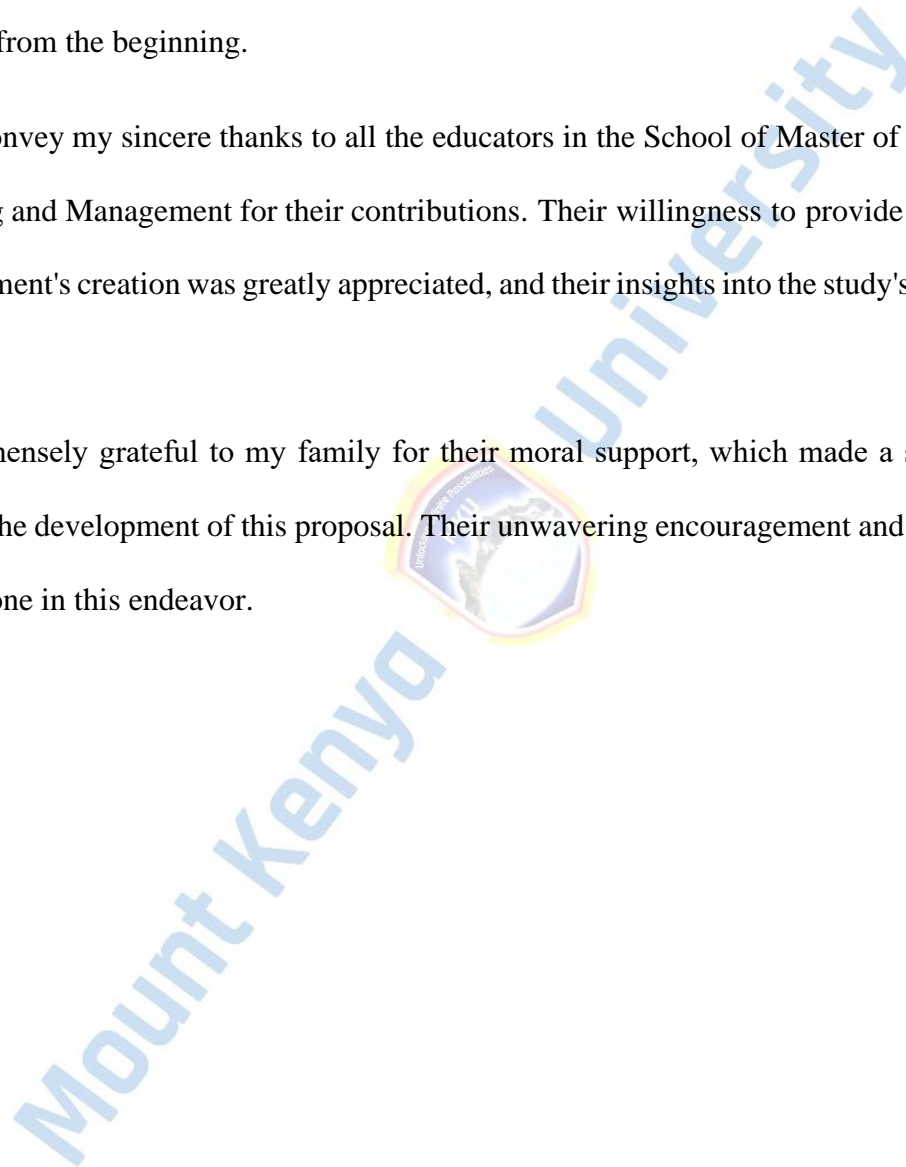 from the beginning.
onvey my sincere thanks to all the educators in the School of Master of
g and Management for their contributions. Their willingness to provide
ment's creation was greatly appreciated, and their insights into the study's
nensely grateful to my family for their moral support, which made a s
he development of this proposal. Their unwavering encouragement and
one in this endeavor.
Mount Kenya University